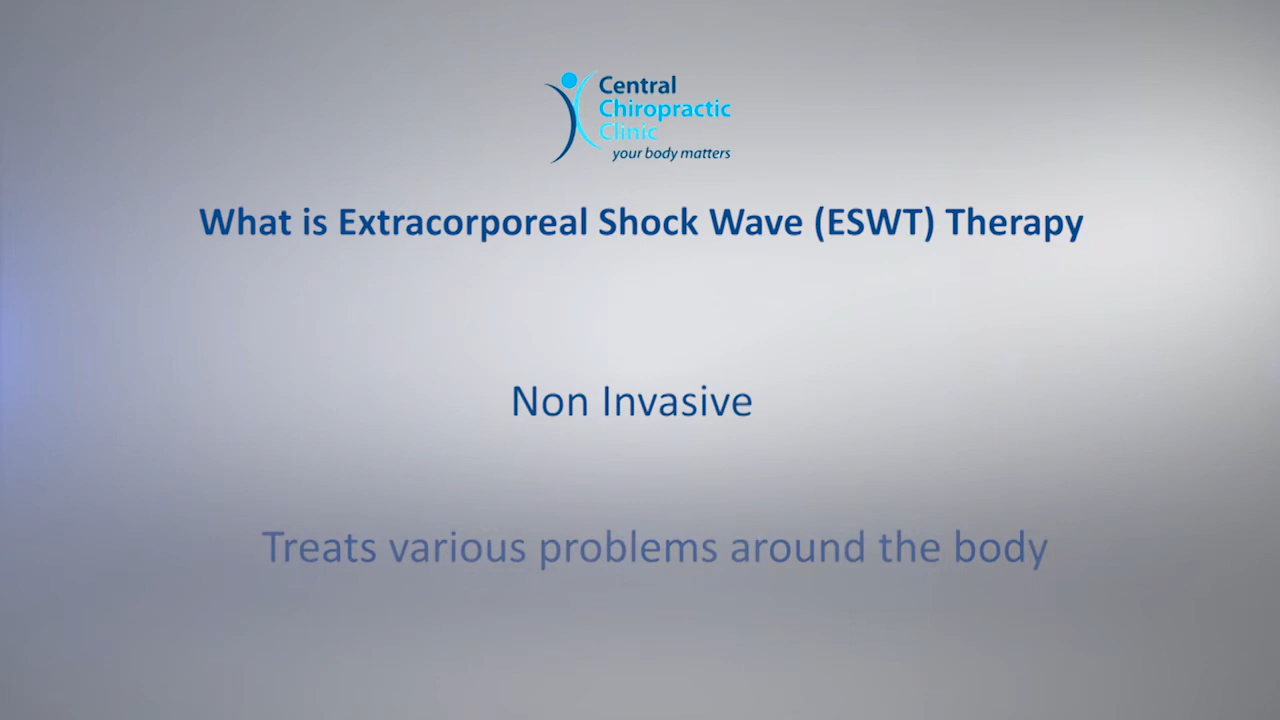 Central
Chiropractic
Clinic
your body matters
What is Extracorporeal Shock Wave (ESWT) Therapy
Non Invasive
Treats various problems around the body